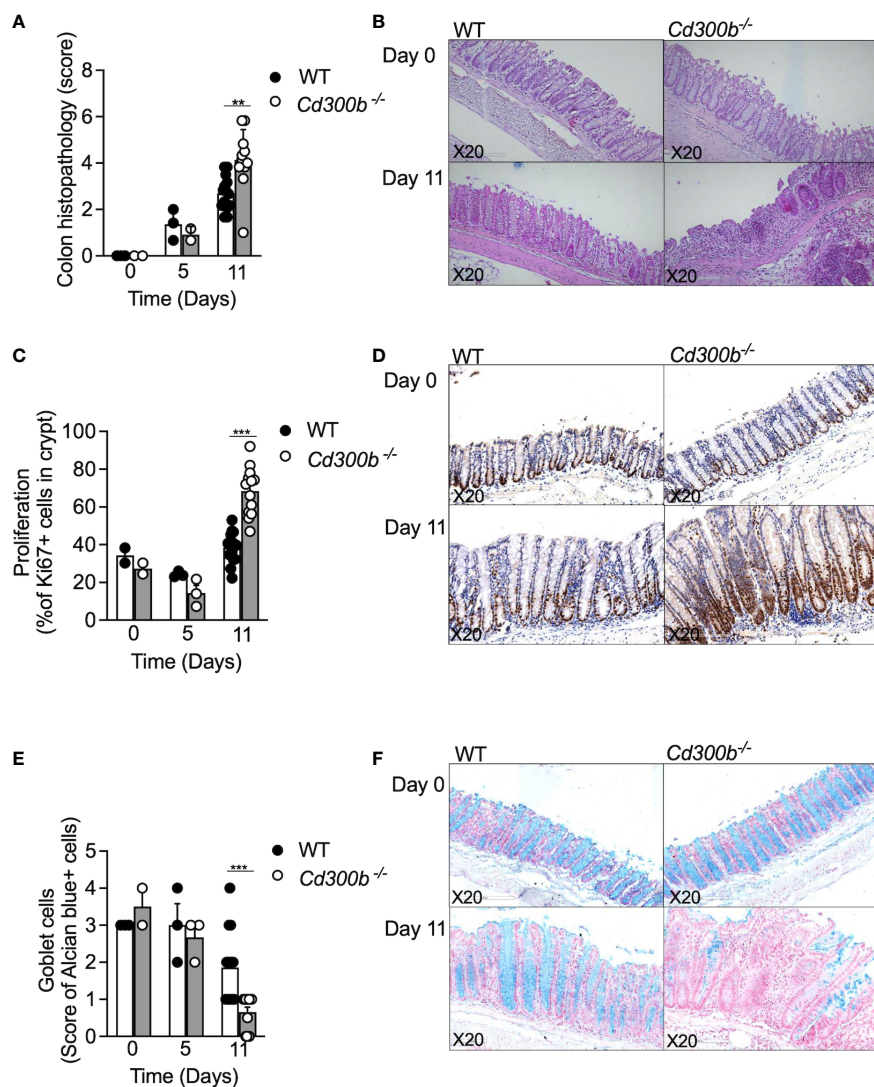 A
Colon histopathology (score)
8
6
4
2
0
0 5 11
Time (Days)
**
WT
Cd300b -/-
B
WT Cd300b-/-
Day 0
X20 X20
Day 11
X20 X20
C
Proliferation
(%of Ki67+ cells in crypt)
100
80
60
40
20
0
0 5 11
Time (Days)
***
WT
Cd300b -/-
D
WT Cd300b-/-
Day 0
X20 X20
Day 11
X20 X20
E
Goblet cells
(Score of Alcian blue+ cells)
5
4
3
2
1
0
0 5 11
Time (Days)
***
WT
Cd300b -/-
F
WT Cd300b-/-
Day 0
X20 X20
Day 11
X20 X20